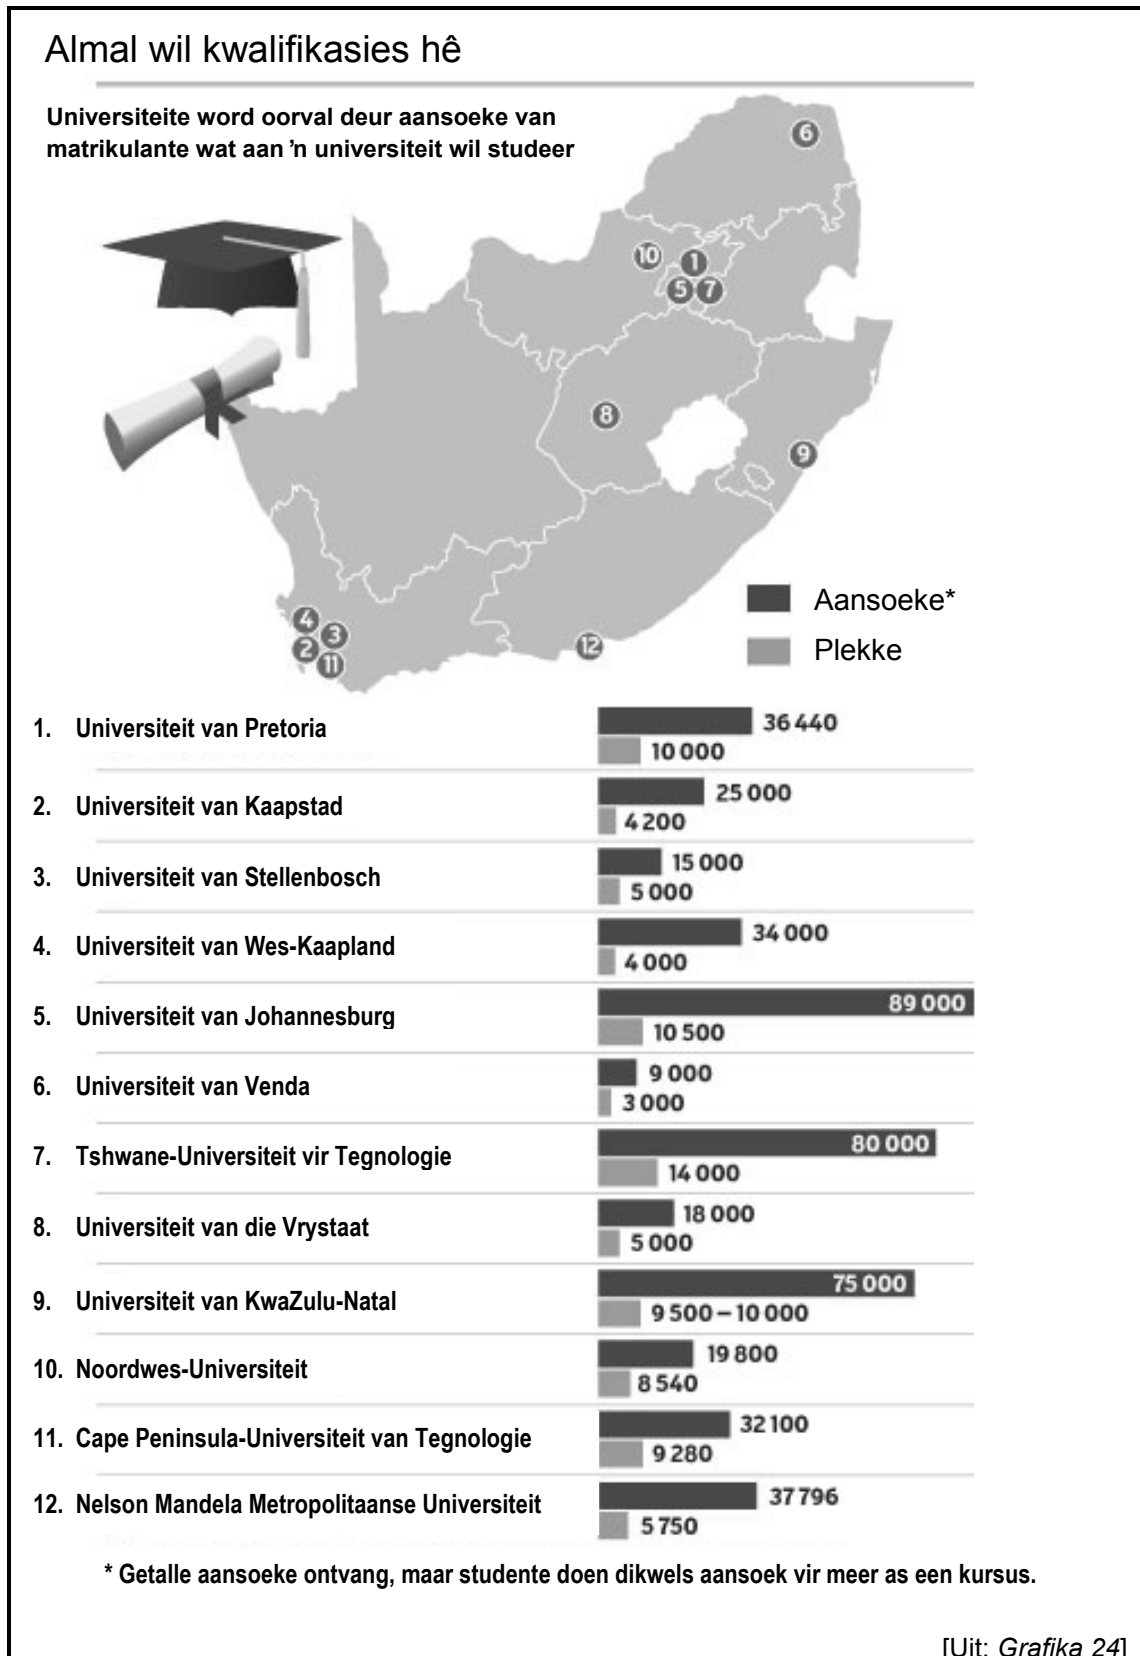 Almal wil kwalifikasies hê
Universiteite word oorval deur aansoeke van
matrikulante wat aan 'n universiteit wil studeer
6
10
1
5 7
8
9
4
3
2
11
12
Aansoeke*
Plekke
1. Universiteit van Pretoria
36 440
10 000
2. Universiteit van Kaapstad
25 000
4 200
3. Universiteit van Stellenbosch
15 000
5 000
4. Universiteit van Wes-Kaapland
34 000
4 000
5. Universiteit van Johannesburg
89 000
10 500
6. Universiteit van Venda
9 000
3 000
7. Tshwane-Universiteit vir Tegnologie
80 000
14 000
8. Universiteit van die Vrystaat
18 000
5 000
9. Universiteit van KwaZulu-Natal
75 000
9 500 – 10 000
10. Noordwes-Universiteit
19 800
8 540
11. Cape Peninsula-Universiteit van Tegnologie
32 100
9 280
12. Nelson Mandela Metropolitaanse Universiteit
37 796
5 750
* Getalle aansoeke ontvang, maar studente doen dikwels aansoek vir meer as een kursus.
[Uit: Grafika 24]